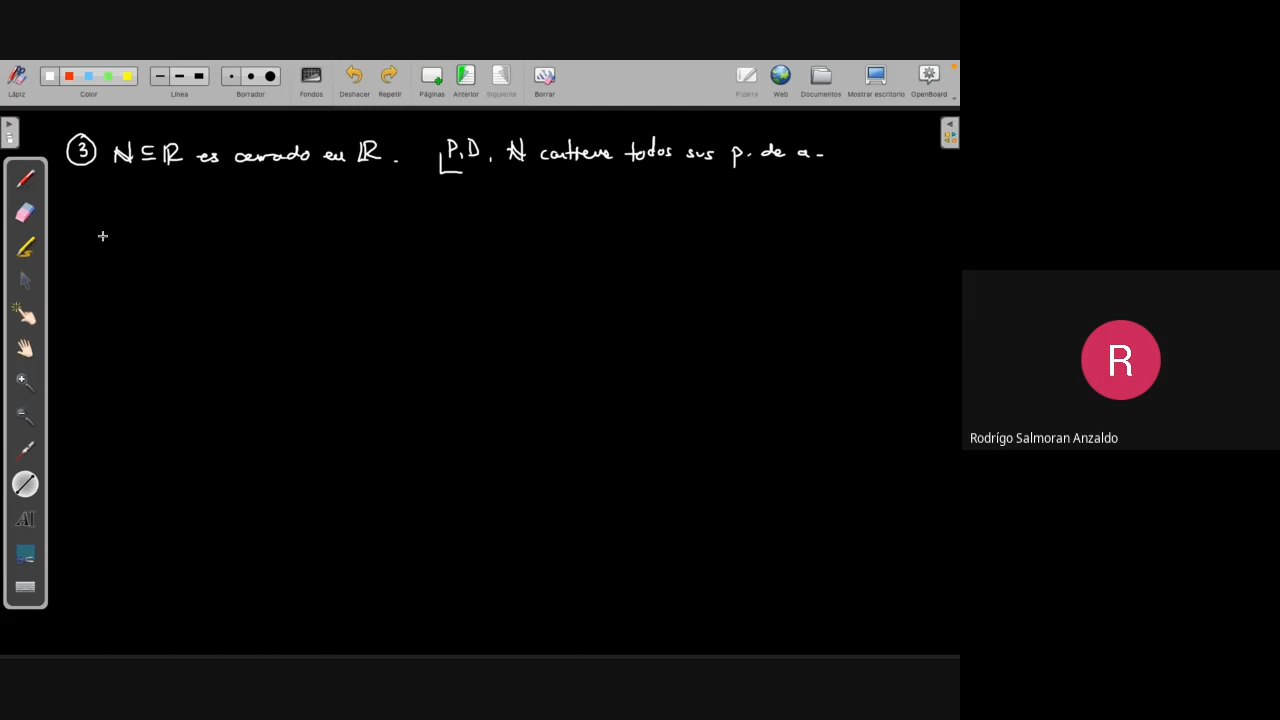 Lápiz Color Línea Borrador Fondos Deshacer Repetir Páginas Anterior Siguiente Borrar Pizarra Web Documentos Mostrar escritorio OpenBoard
③ ℕ ⊆ ℝ es cerrado en ℝ. P.D. ℕ contiene todos sus p. de a.
R
Rodrígo Salmoran Anzaldo